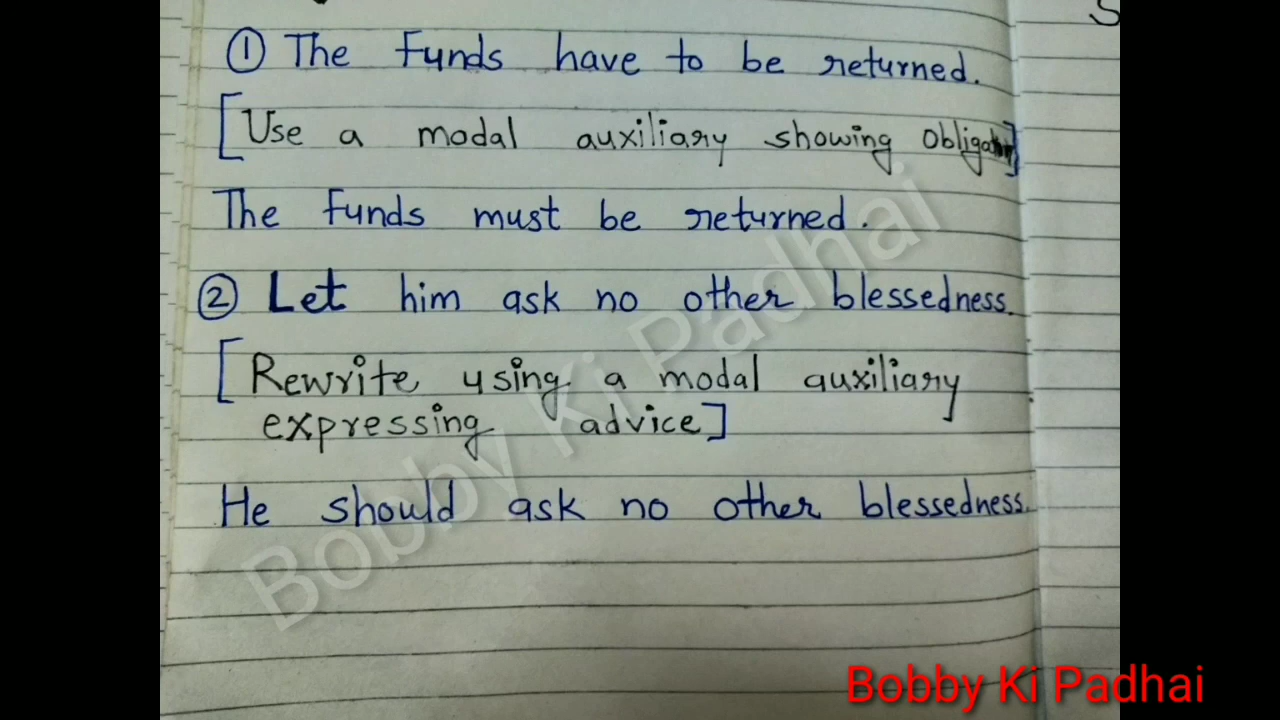 ① The Funds have to be returned.
[Use a modal auxiliary showing
The Funds must be returned.
② Let him ask no other blessedness.
[Rewrite using a modal auxiliary
expressing advice]
He should ask no other blessedness.
Bobby Ki Padhai
Bobby Ki Padhai